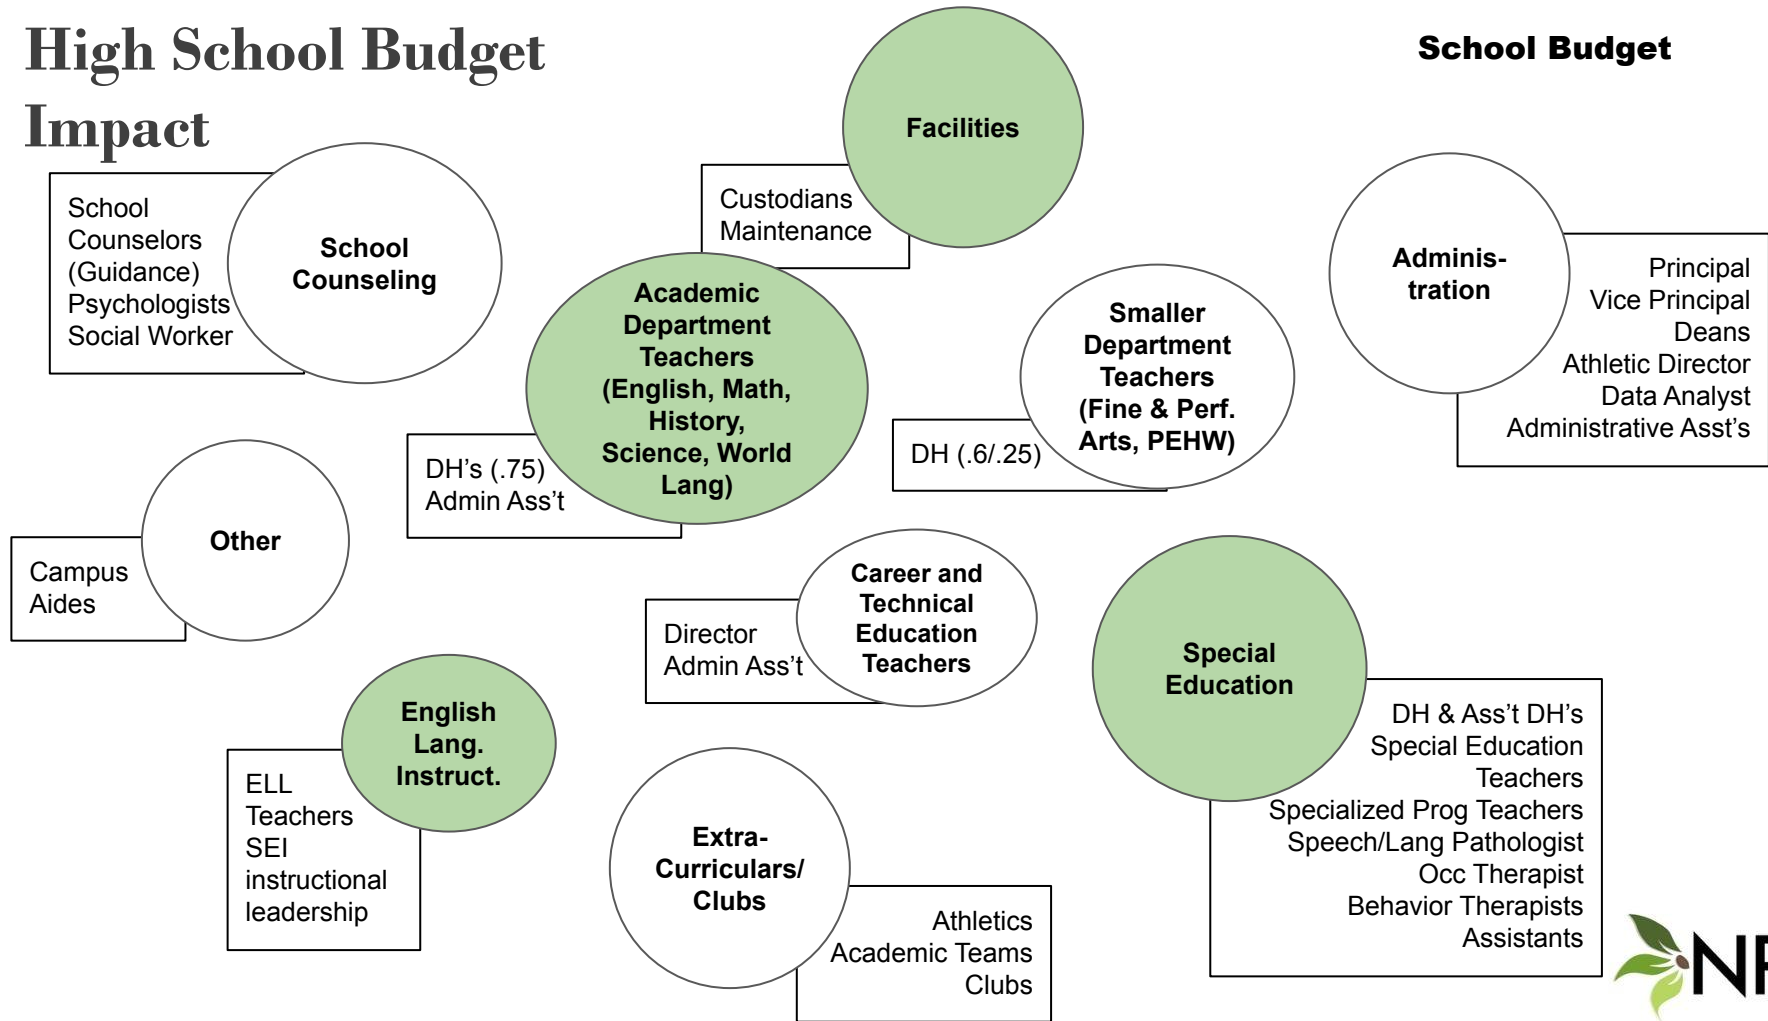 High School Budget
Impact
School Budget
Facilities
Custodians
Maintenance
School
Counselors
(Guidance)
Psychologists
Social Worker
School
Counseling
Adminis-
tration
Principal
Vice Principal
Deans
Athletic Director
Data Analyst
Administrative Asst's
Academic
Department
Teachers
(English, Math,
History,
Science, World
Lang)
DH's (.75)
Admin Ass't
Smaller
Department
Teachers
(Fine & Perf.
Arts, PEHW)
DH (.6/.25)
Other
Campus
Aides
Career and
Technical
Education
Teachers
Director
Admin Ass't
Special
Education
DH & Ass't DH's
Special Education
Teachers
Specialized Prog Teachers
Speech/Lang Pathologist
Occ Therapist
Behavior Therapists
Assistants
English
Lang.
Instruct.
ELL
Teachers
SEI
instructional
leadership
Extra-
Curriculars/
Clubs
Athletics
Academic Teams
Clubs